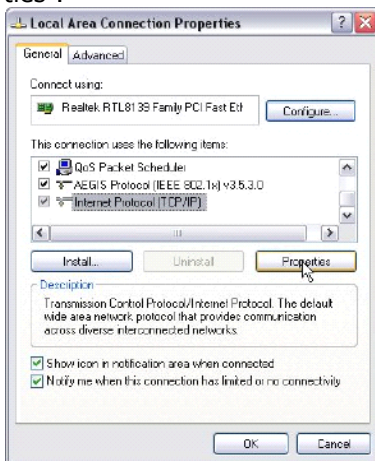 Local Area Connection Properties
General Advanced
Connect using:
Realtek RTL8139 Family PCI Fast Eth
Configure...
This connection uses the following items:
QoS Packet Scheduler
AEGIS Protocol (IEEE 802.1x) v3.5.3.0
Internet Protocol (TCP/IP)
Install... Uninstall Properties
Description
Transmission Control Protocol/Internet Protocol. The default
wide area network protocol that provides communication
across diverse interconnected networks.
Show icon in notification area when connected
Notify me when this connection has limited or no connectivity
OK Cancel